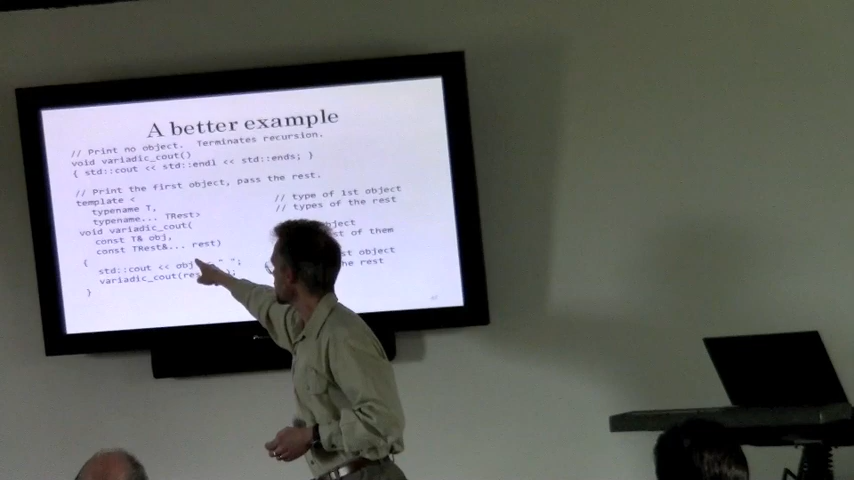 A better example
// Print no object. Terminates recursion.
void variadic_cout()
{ std::cout << std::endl << std::ends; }
// Print the first object, pass the rest.
template <
typename T, // type of 1st object
typename... TRest> // types of the rest
void variadic_cout(
const T& obj, object
const TRest&... rest) st of them
{
std::cout << obj " "; st object
variadic_cout( ); the rest
}